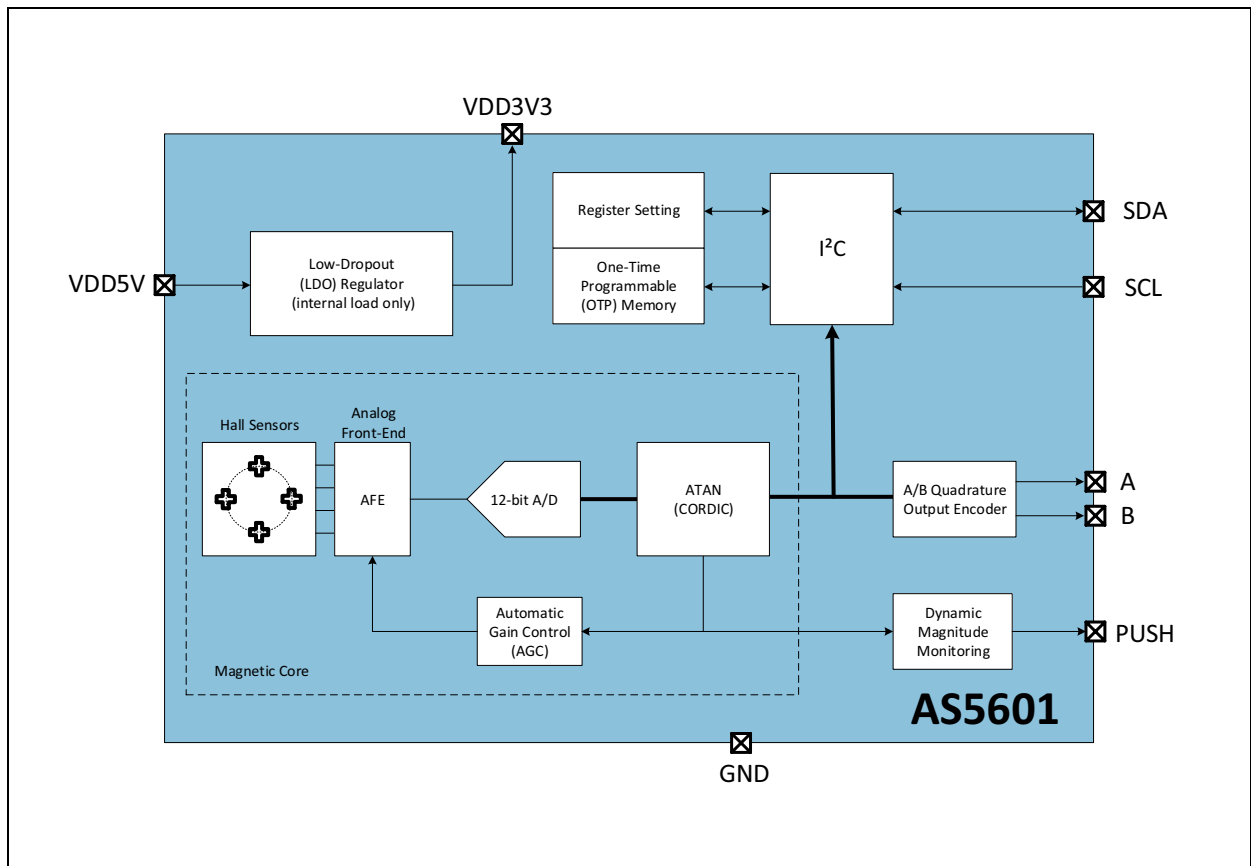 VDD3V3
VDD5V
Low-Dropout
(LDO) Regulator
(internal load only)
Register Setting
One-Time
Programmable
(OTP) Memory
I²C
SDA
SCL
Hall Sensors
Analog
Front-End
AFE
12-bit A/D
ATAN
(CORDIC)
A/B Quadrature
Output Encoder
A
B
Automatic
Gain Control
(AGC)
Dynamic
Magnitude
Monitoring
PUSH
Magnetic Core
AS5601
GND